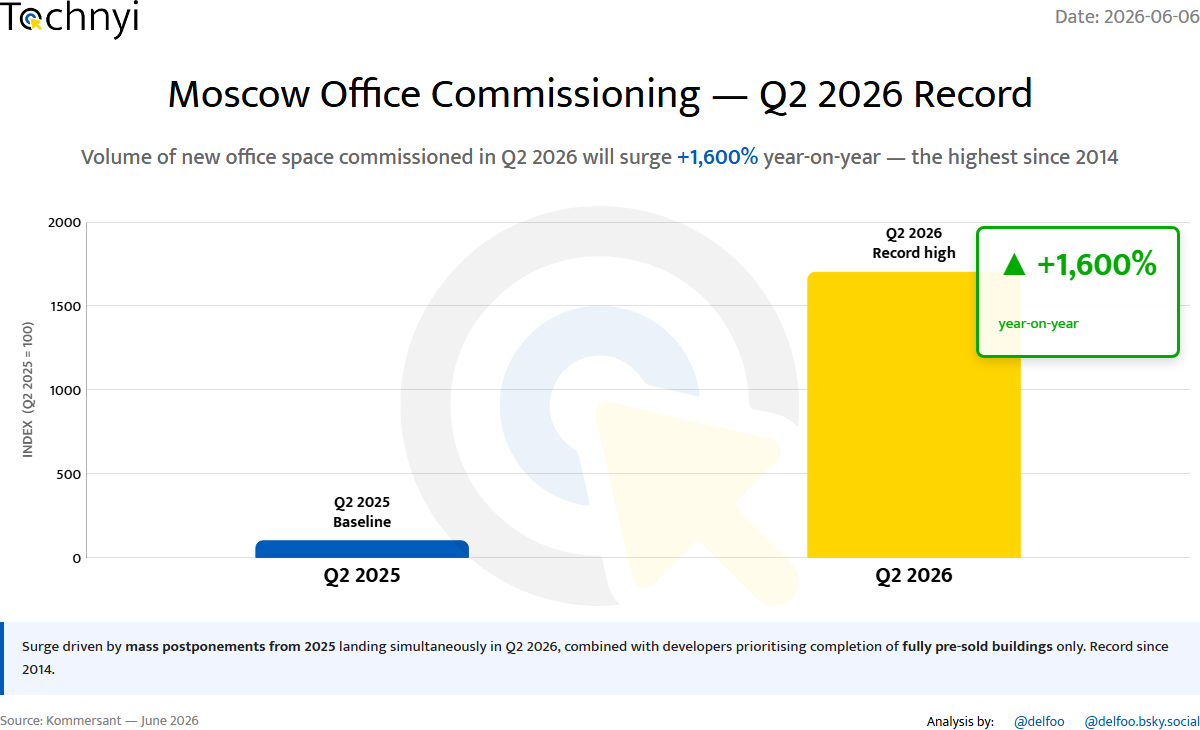 Technyi
Date: 2026-06-06
Moscow Office Commissioning — Q2 2026 Record
Volume of new office space commissioned in Q2 2026 will surge +1,600% year-on-year — the highest since 2014
INDEX (Q2 2025 = 100)
2000
1500
1000
500
0
Q2 2025
Baseline
Q2 2026
Record high
▲ +1,600%
year-on-year
Q2 2025
Q2 2026
Surge driven by mass postponements from 2025 landing simultaneously in Q2 2026, combined with developers prioritising completion of fully pre-sold buildings only. Record since
2014.
Source: Kommersant — June 2026
Analysis by: @delfoo @delfoo.bsky.social